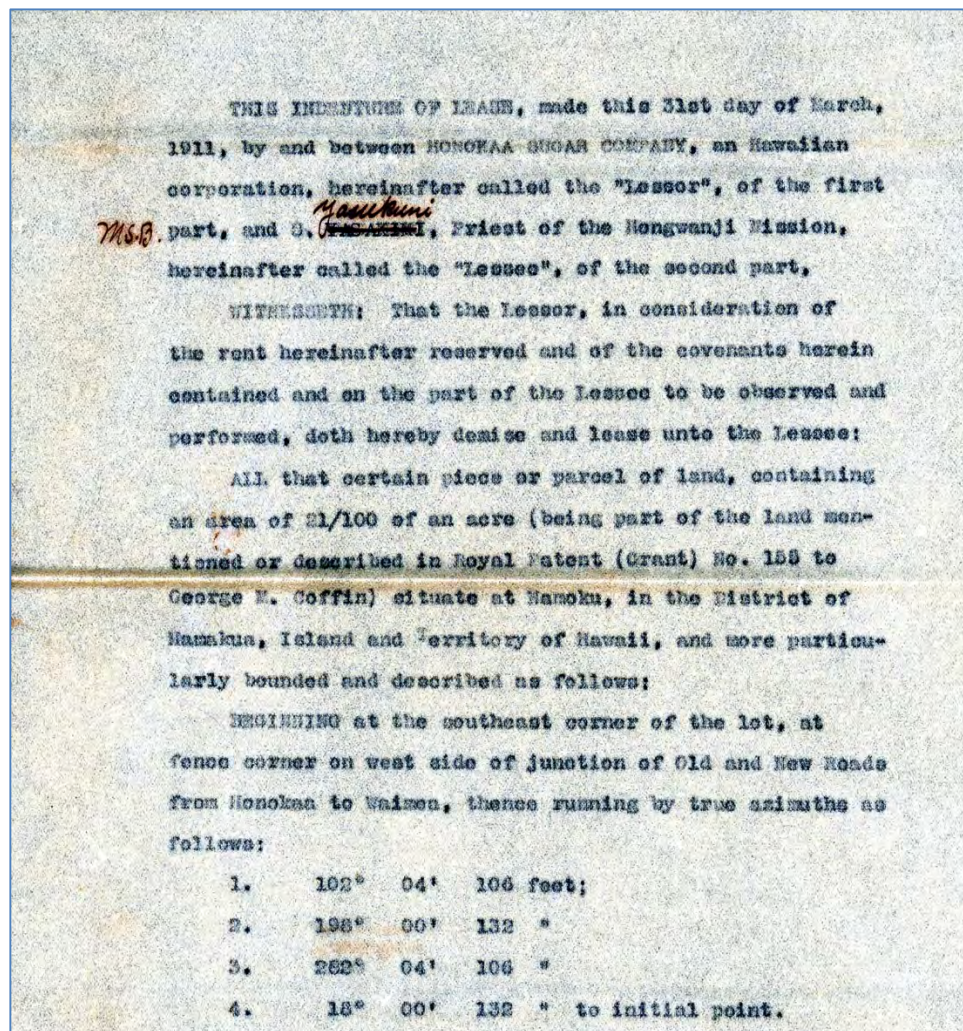 THIS INDENTURE OF LEASE, made this 31st day of March,
1911, by and between HONOKAA SUGAR COMPANY, an Hawaiian
corporation, hereinafter called the "Lessor", of the first
Yasukuni
M.S.B. part, and S. , Priest of the Hongwanji Mission,
hereinafter called the "Lessee", of the second part,
WITNESSETH: That the Lessor, in consideration of
the rent hereinafter reserved and of the covenants herein
contained and on the part of the Lessee to be observed and
performed, doth hereby demise and lease unto the Lessee:
ALL that certain piece or parcel of land, containing
an area of 21/100 of an acre (being part of the land men-
tioned or described in Royal Patent (Grant) No. to
George M. Coffin) situate at , in the District of
Hamakua, Island and Territory of Hawaii, and more particu-
larly bounded and described as follows:
BEGINNING at the southeast corner of the lot, at
fence corner on west side of junction of Old and New Roads
from Honokaa to Waimea, thence running by true azimuths as
follows:
1. 102° 04' 106 feet;
2. 198° 00' 132 "
3. 282° 04' 106 "
4. 18° 00' 132 " to initial point.